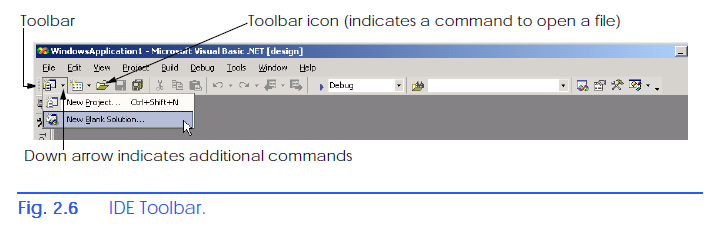 Toolbar
Toolbar icon (indicates a command to open a file)
WindowsApplication1 - Microsoft Visual Basic .NET [design]
File Edit View Project Build Debug Tools Window Help
Debug
New Project... Ctrl+Shift+N
New Blank Solution...
Down arrow indicates additional commands
Fig. 2.6 IDE Toolbar.